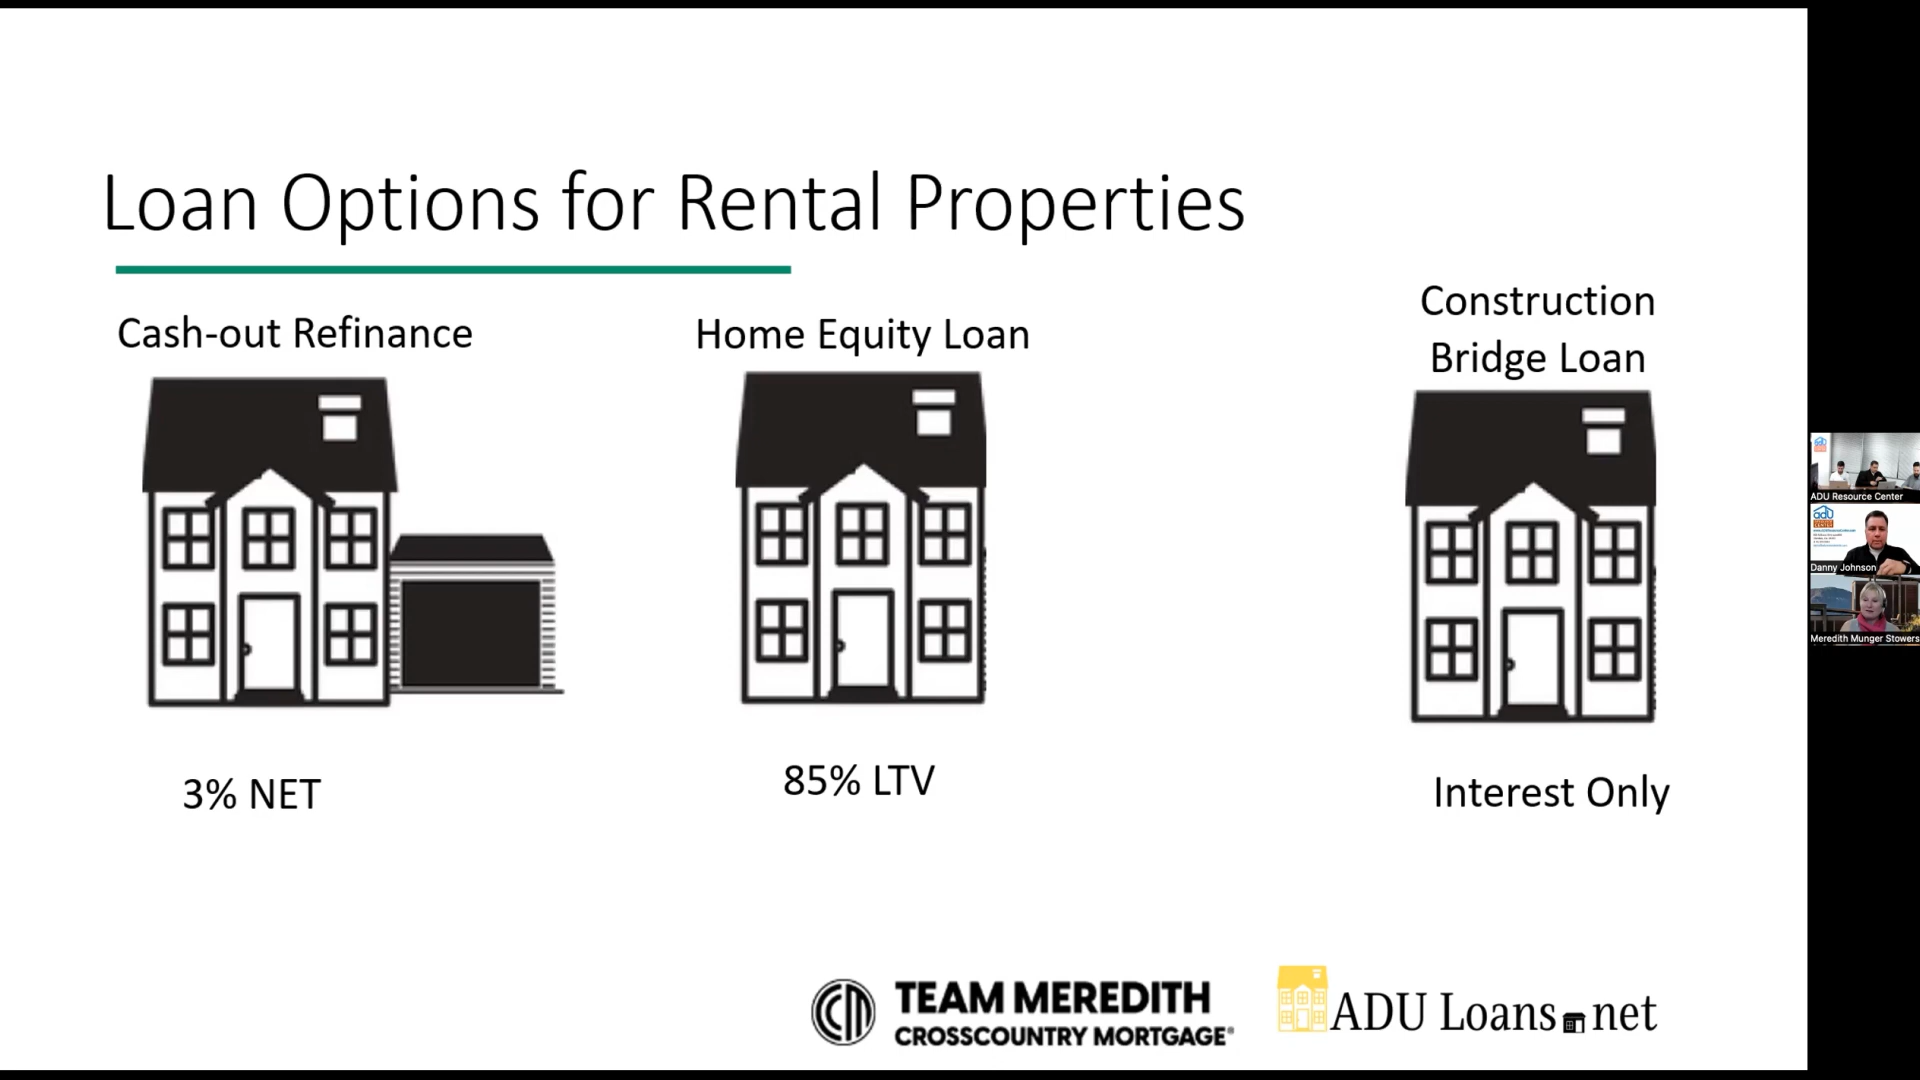 Loan Options for Rental Properties
Cash-out Refinance
Home Equity Loan
Construction
Bridge Loan
3% NET
85% LTV
Interest Only
TEAM MEREDITH
CROSSCOUNTRY MORTGAGE®
ADU Loans.net
ADU Resource Center
adu
Danny Johnson
Meredith Munger Stowers